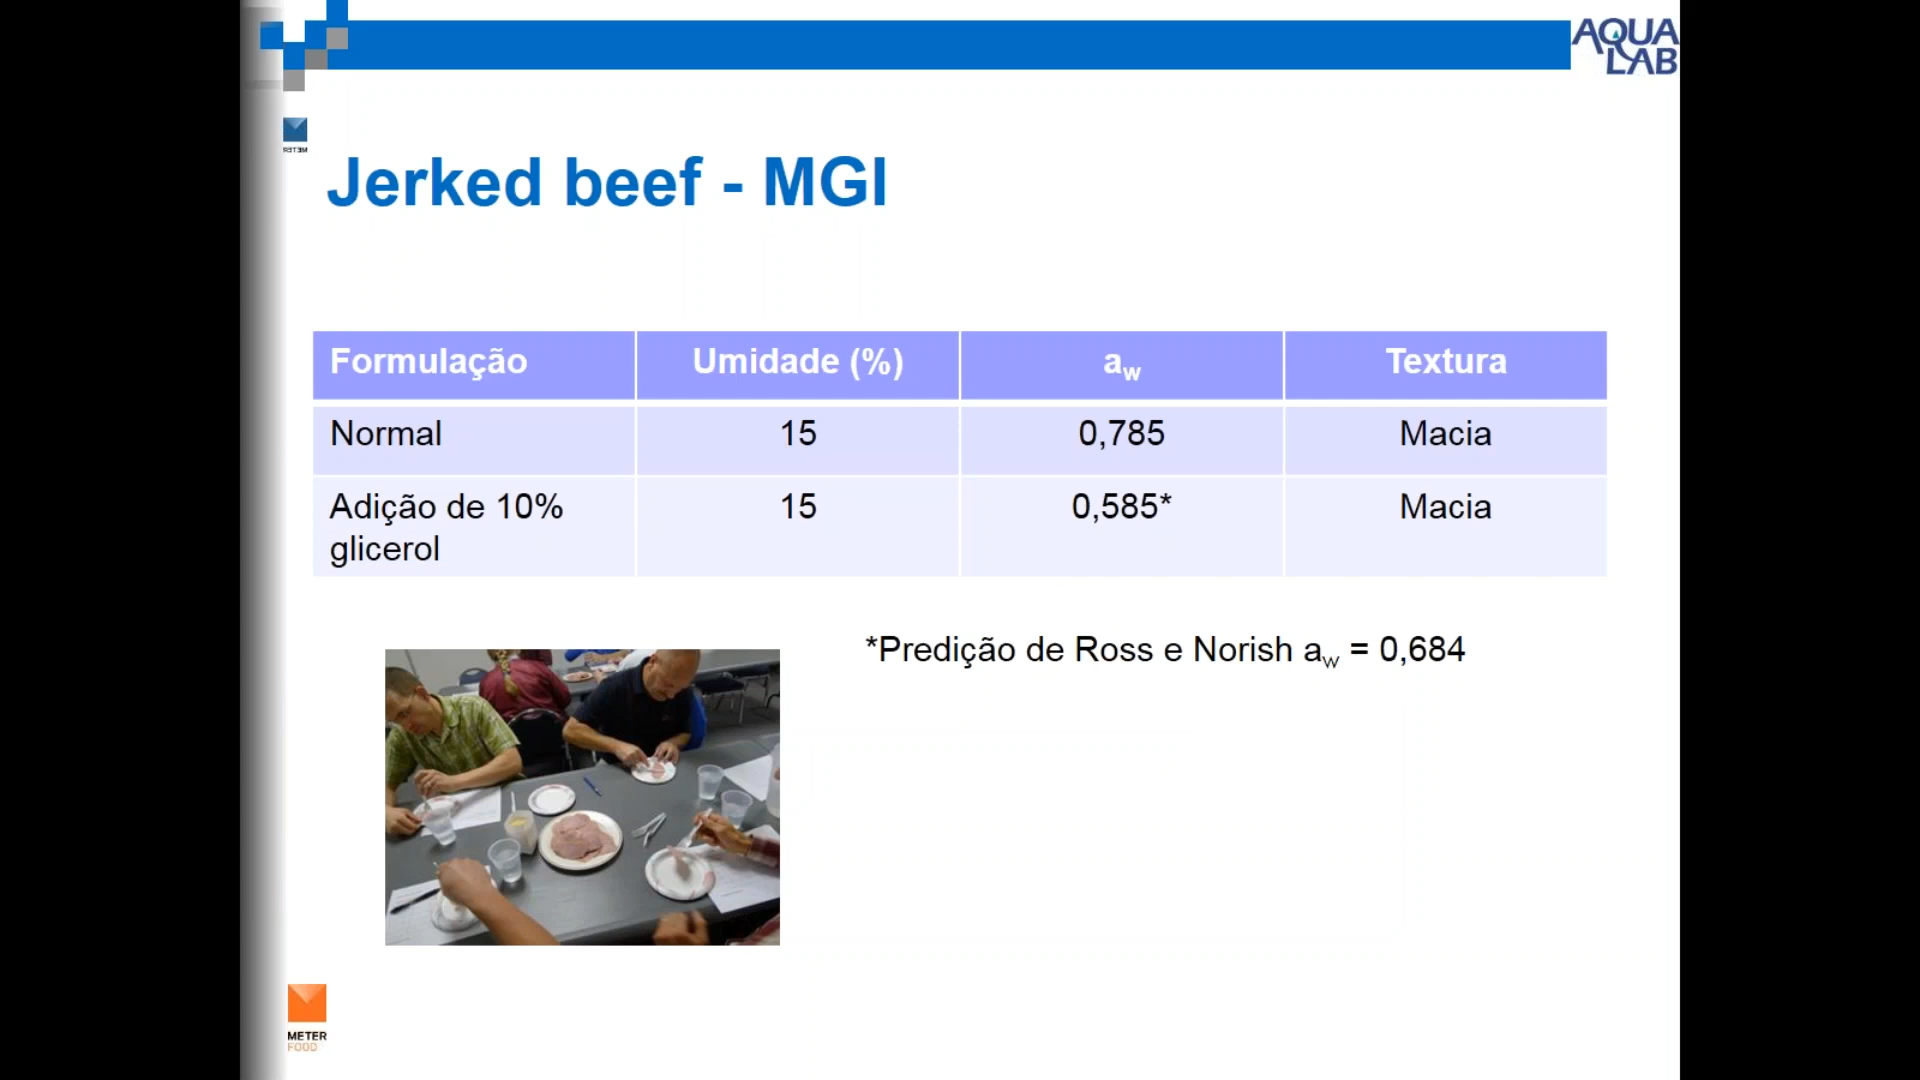 AQUA
LAB
METER
Jerked beef - MGI
Formulação Umidade (%) aw Textura
Normal 15 0,785 Macia
Adição de 10% 15 0,585* Macia
glicerol
*Predição de Ross e Norish aw = 0,684
METER
FOOD